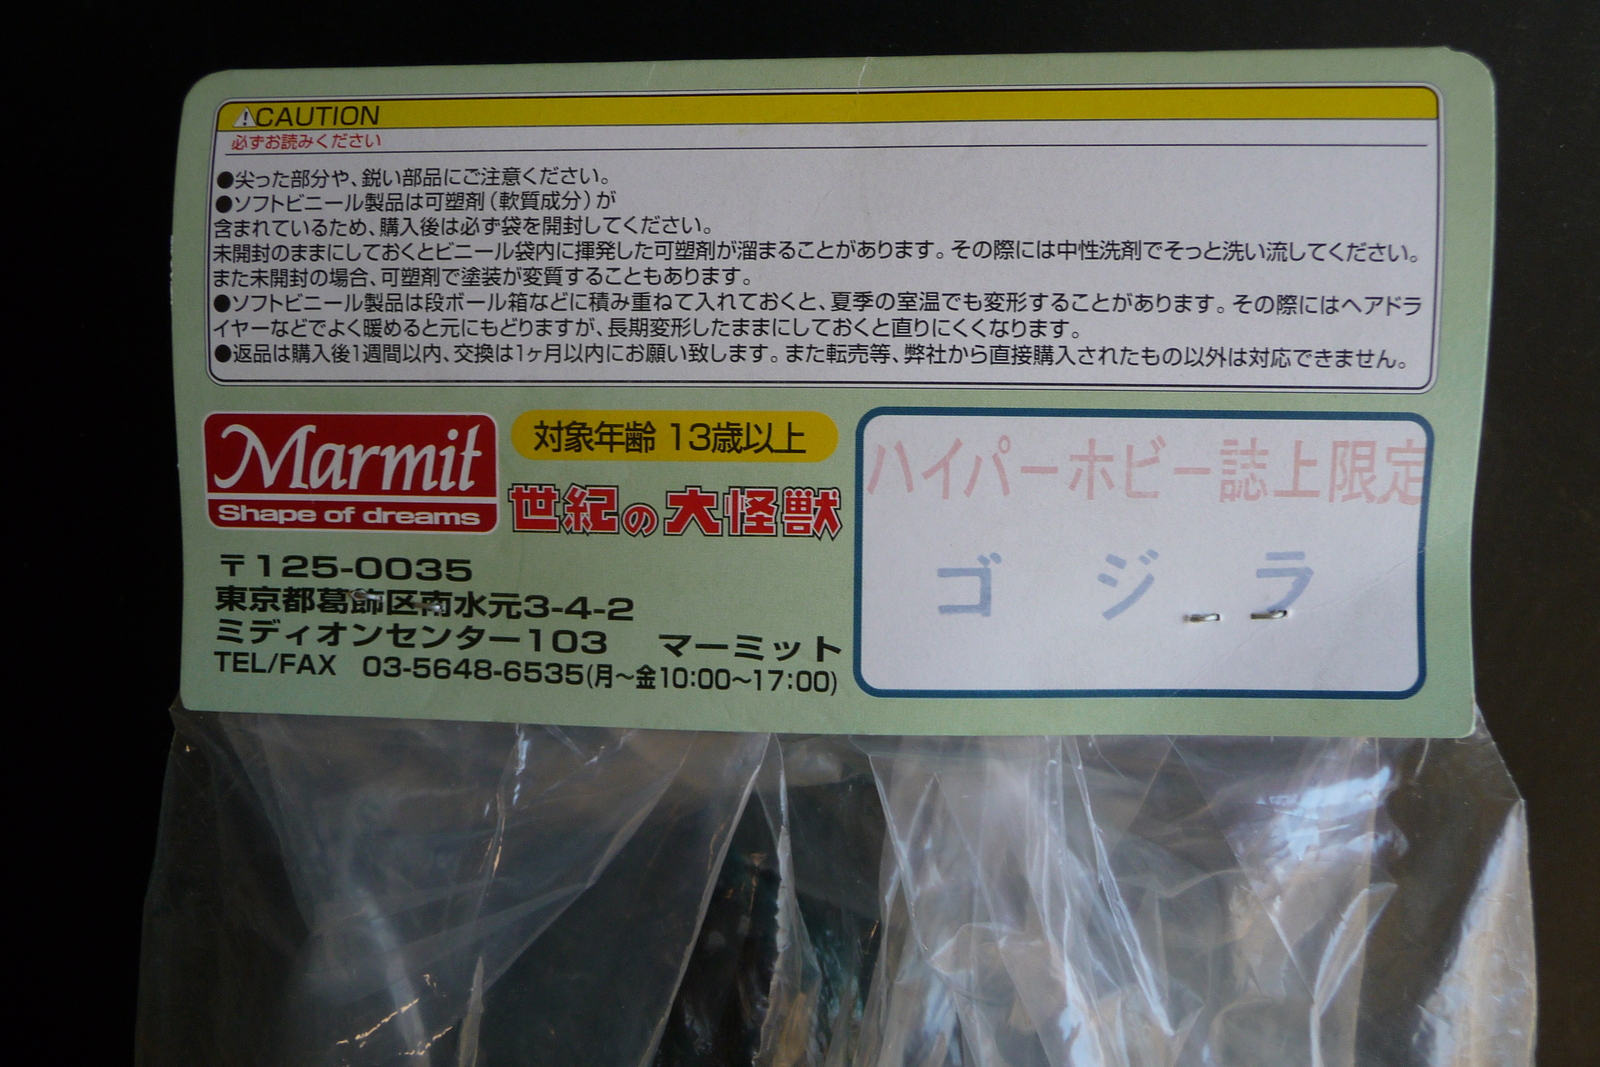 CAUTION
必ずお読みください
●尖った部分や、鋭い部品にご注意ください。
●ソフトビニール製品は可塑剤(軟質成分)が
含まれているため、購入後は必ず袋を開封してください。
未開封のままにしておくとビニール袋内に揮発した可塑剤が溜まることがあります。その際には中性洗剤でそっと洗い流してください。
また未開封の場合、可塑剤で塗装が変質することもあります。
●ソフトビニール製品は段ボール箱などに積み重ねて入れておくと、夏季の室温でも変形することがあります。その際にはヘアドラ
イヤーなどでよく暖めると元にもどりますが、長期変形したままにしておくと直りにくくなります。
●返品は購入後1週間以内、交換は1ヶ月以内にお願い致します。また転売等、弊社から直接購入されたもの以外は対応できません。
Marmit
Shape of dreams
対象年齢 13歳以上
世紀の大怪獣
〒125-0035
東京都葛飾区南水元3-4-2
ミディオンセンター103 マーミット
TEL/FAX 03-5648-6535(月〜金10:00〜17:00)
ハイパーホビー誌上限定
ゴジラ